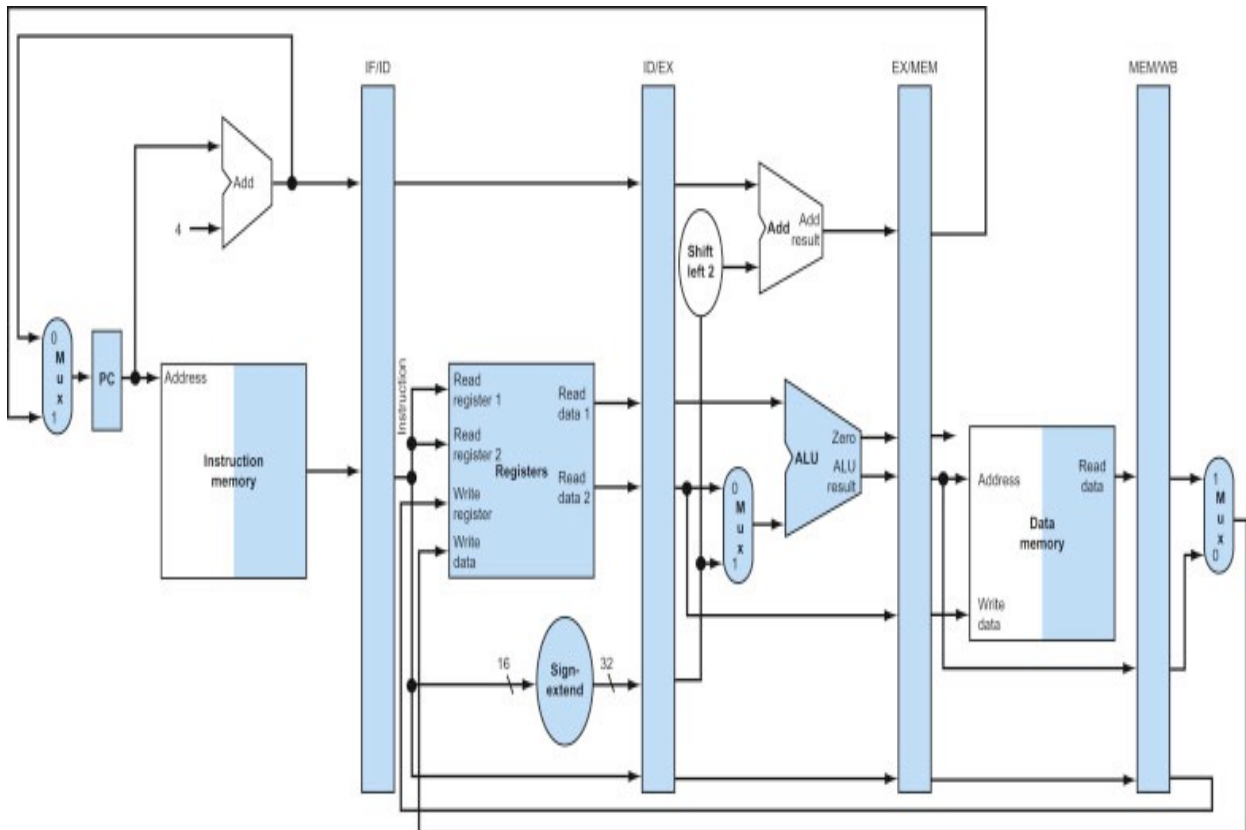 IF/ID
ID/EX
EX/MEM
MEM/WB
Add
4
Add
Add
result
Shift
left 2
0
M
u
x
1
PC
Address
Instruction
memory
Instruction
Read
register 1
Read
register 2
Write
register
Write
data
Registers
Read
data 1
Read
data 2
0
M
u
x
1
ALU
Zero
ALU
result
Address
Write
data
Data
memory
Read
data
1
M
u
x
0
16
Sign-
extend
32